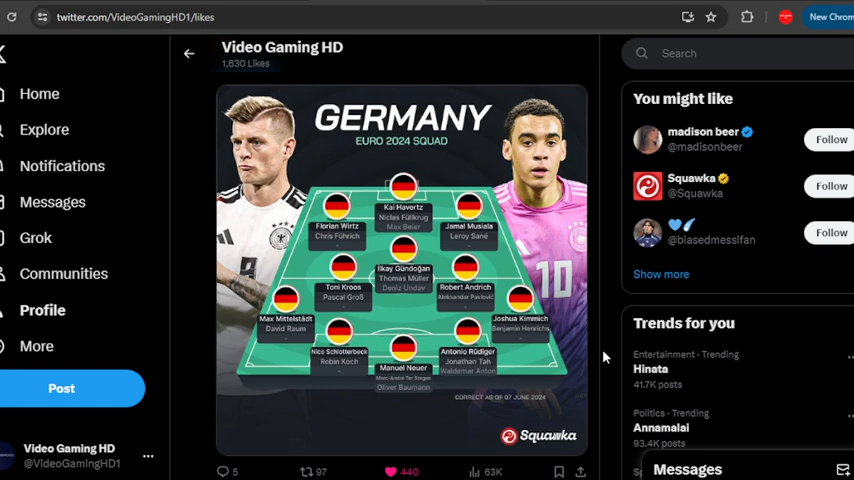 twitter.com/VideoGamingHD1/likes
New Chrom
Home
Explore
Notifications
Messages
Grok
Communities
Profile
More
Post
Video Gaming HD
@VideoGamingHD1
Video Gaming HD
1,630 Likes
GERMANY
EURO 2024 SQUAD
Kai Havertz
Niclas Füllkrug
Max Beier
Florian Wirtz
Chris Führich
-
Jamal Musiala
Leroy Sané
-
İlkay Gündoğan
Thomas Müller
Deniz Undav
Toni Kroos
Pascal Groß
-
Robert Andrich
Aleksandar Pavlović
-
Max Mittelstädt
David Raum
-
Joshua Kimmich
Benjamin Henrichs
-
Nico Schlotterbeck
Robin Koch
-
Antonio Rüdiger
Jonathan Tah
Waldemar Anton
Manuel Neuer
Marc-André Ter Stegen
Oliver Baumann
CORRECT AS OF 07 JUNE 2024
Squawka
10
5
97
440
63K
Search
You might like
madison beer
@madisonbeer
Follow
Squawka
@Squawka
Follow
@blasedmesslfan
Follow
Show more
Trends for you
Entertainment · Trending
Hinata
41.7K posts
Politics · Trending
Annamalai
93.4K posts
Messages